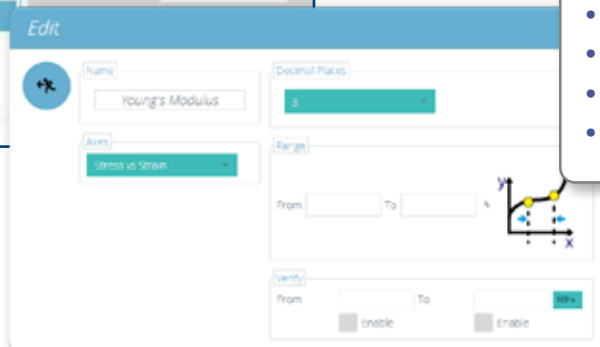 Edit
Name
Young's Modulus
Decimal Places
3
Axes
Stress vs Strain
Range
From
To
%
y
x
Verify
From
To
MPa
Enable
Enable